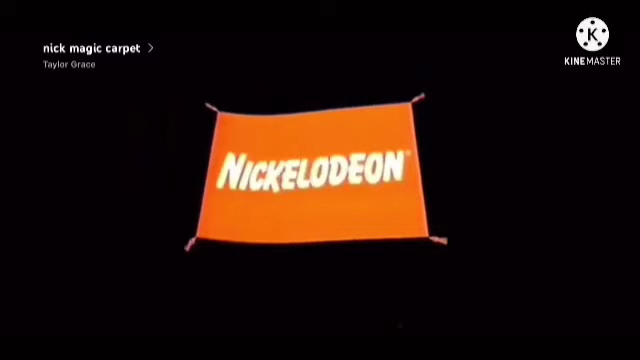 nick magic carpet >
Taylor Grace
K
KINEMASTER
NICKELODEON®